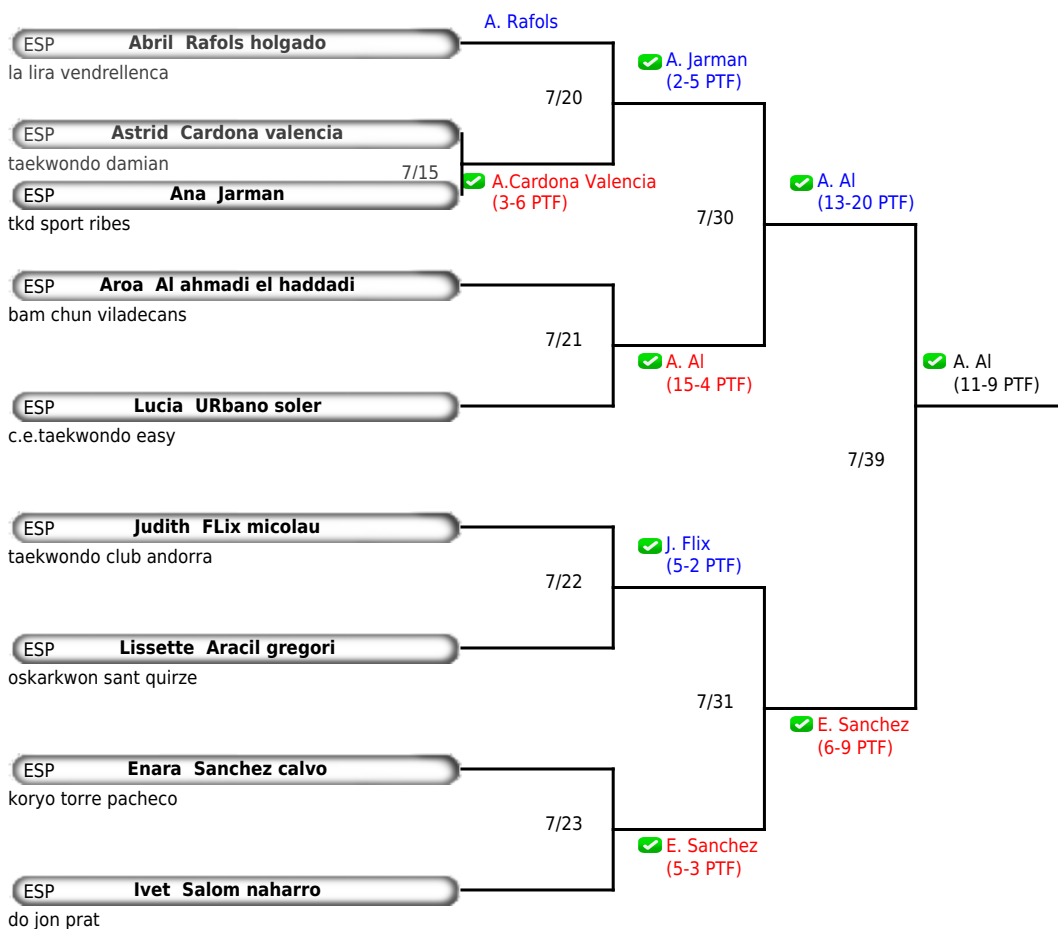 A. Rafols
ESP Abril Rafols holgado
la lira vendrellenca
A. Jarman
(2-5 PTF)
7/20
ESP Astrid Cardona valencia
taekwondo damian
7/15
A.Cardona Valencia
(3-6 PTF)
ESP Ana Jarman
tkd sport ribes
A. Al
(13-20 PTF)
7/30
ESP Aroa Al ahmadi el haddadi
bam chun viladecans
7/21
A. Al
(15-4 PTF)
A. Al
(11-9 PTF)
ESP Lucia URbano soler
c.e.taekwondo easy
7/39
ESP Judith FLix micolau
taekwondo club andorra
J. Flix
(5-2 PTF)
7/22
ESP Lissette Aracil gregori
oskarkwon sant quirze
7/31
E. Sanchez
(6-9 PTF)
ESP Enara Sanchez calvo
koryo torre pacheco
7/23
E. Sanchez
(5-3 PTF)
ESP Ivet Salom naharro
do jon prat